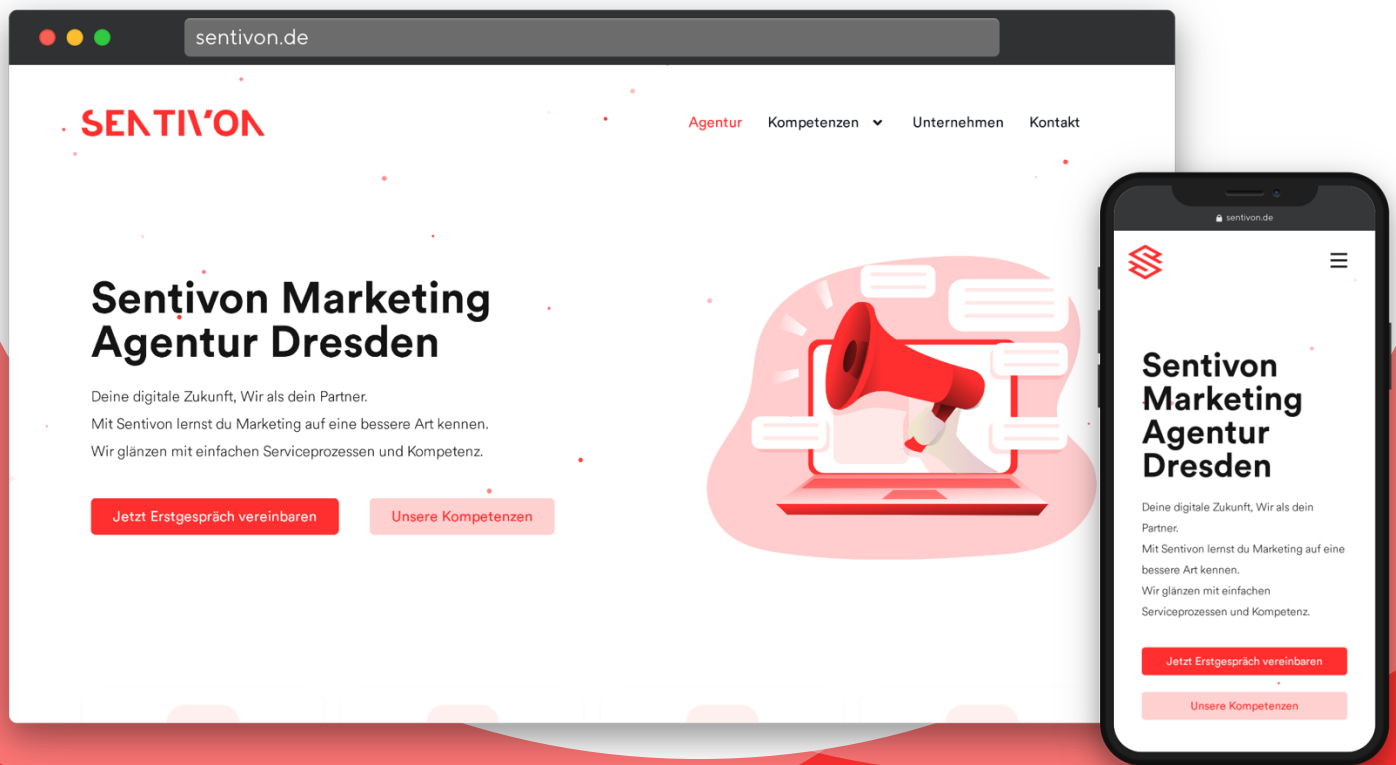 sentivon.de
SENTIVON
Agentur Kompetenzen Unternehmen Kontakt
Sentivon Marketing
Agentur Dresden
Deine digitale Zukunft, Wir als dein Partner.
Mit Sentivon lernst du Marketing auf eine bessere Art kennen.
Wir glänzen mit einfachen Serviceprozessen und Kompetenz.
Jetzt Erstgespräch vereinbaren Unsere Kompetenzen
sentivon.de
Sentivon
Marketing
Agentur
Dresden
Deine digitale Zukunft, Wir als dein
Partner.
Mit Sentivon lernst du Marketing auf eine
bessere Art kennen.
Wir glänzen mit einfachen
Serviceprozessen und Kompetenz.
Jetzt Erstgespräch vereinbaren
Unsere Kompetenzen